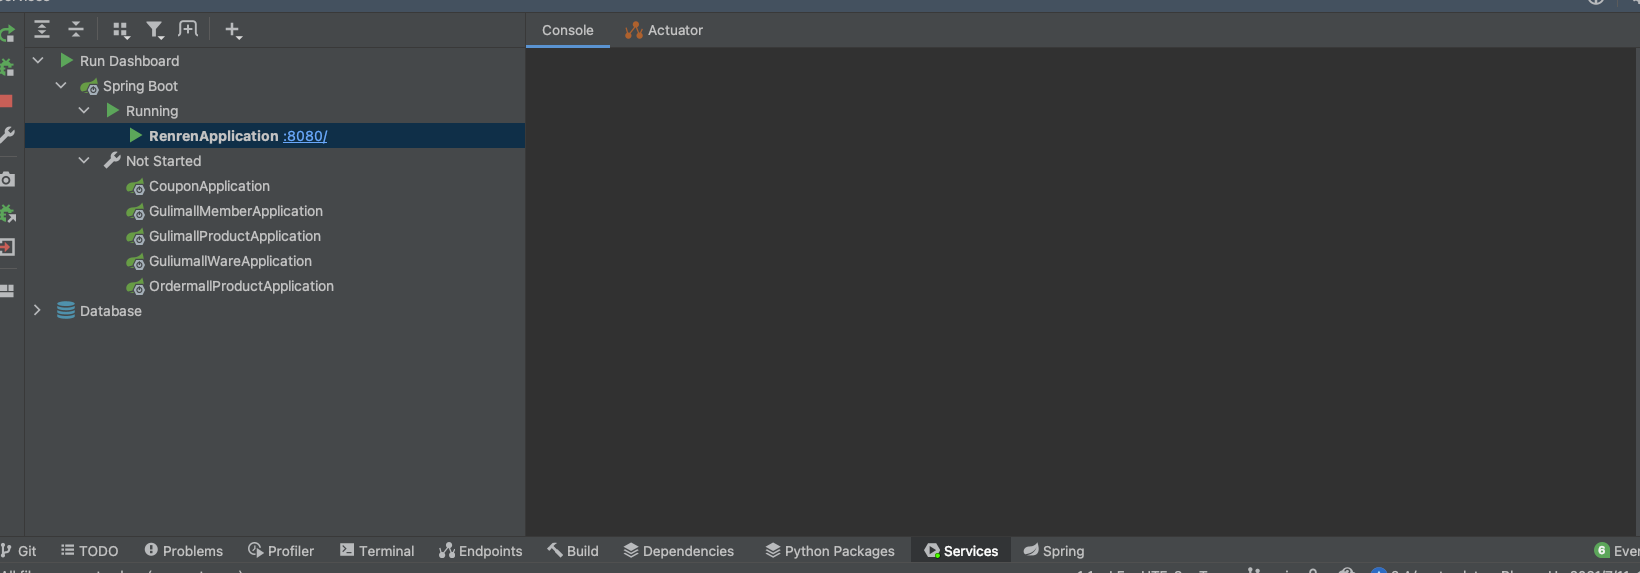 Console Actuator
Run Dashboard
Spring Boot
Running
RenrenApplication :8080/
Not Started
CouponApplication
GulimallMemberApplication
GulimallProductApplication
GuliumallWareApplication
OrdermallProductApplication
Database
Git TODO Problems Profiler Terminal Endpoints Build Dependencies Python Packages Services Spring 6